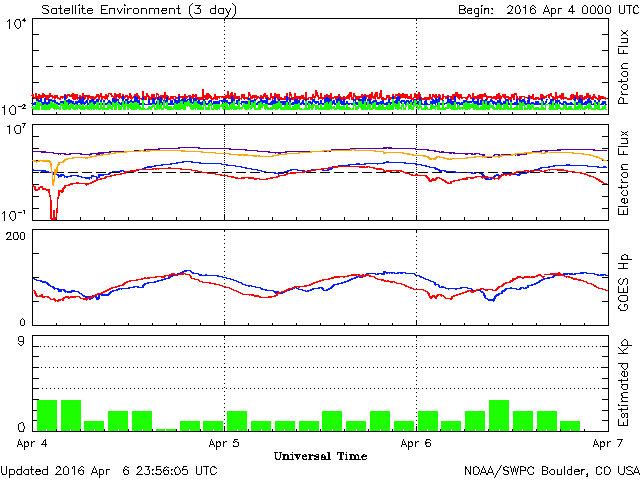 Satellite Environment (3 day) Begin: 2016 Apr 4 0000 UTC
10^4
10^-2
Proton Flux
10^7
10^-1
Electron Flux
200
0
GOES Hp
9
0
Estimated Kp
Apr 4 Apr 5 Apr 6 Apr 7
Universal Time
Updated 2016 Apr 6 23:56:05 UTC NOAA/SWPC Boulder, CO USA